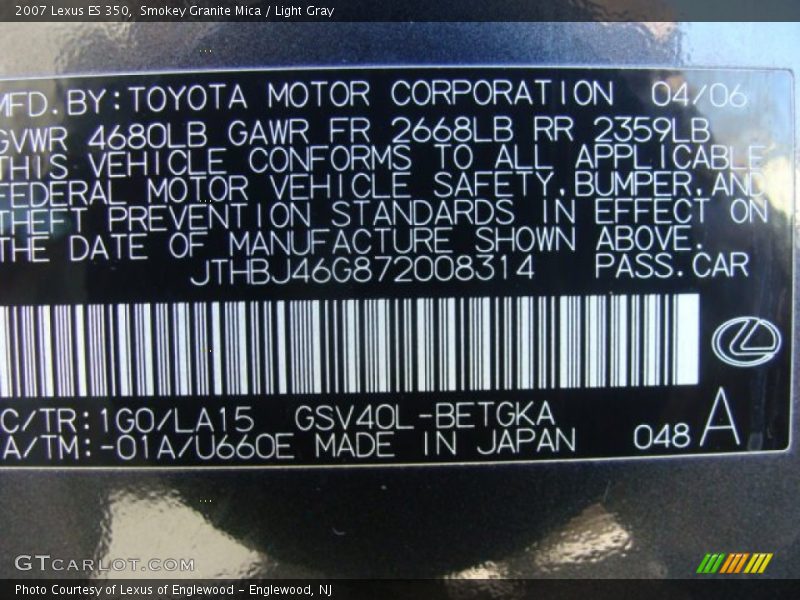 2007 Lexus ES 350, Smokey Granite Mica / Light Gray
MFD. BY: TOYOTA MOTOR CORPORATION 04/06
GVWR 4680LB GAWR FR 2668LB RR 2359LB
THIS VEHICLE CONFORMS TO ALL APPLICABLE
FEDERAL MOTOR VEHICLE SAFETY, BUMPER, AND
THEFT PREVENTION STANDARDS IN EFFECT ON
THE DATE OF MANUFACTURE SHOWN ABOVE.
JTHBJ46G872008314 PASS. CAR
C/TR: 1G0/LA15 GSV40L-BETGKA
A/TM: -01A/U660E MADE IN JAPAN 048 A
GTCARLOT.COM
Photo Courtesy of Lexus of Englewood - Englewood, NJ